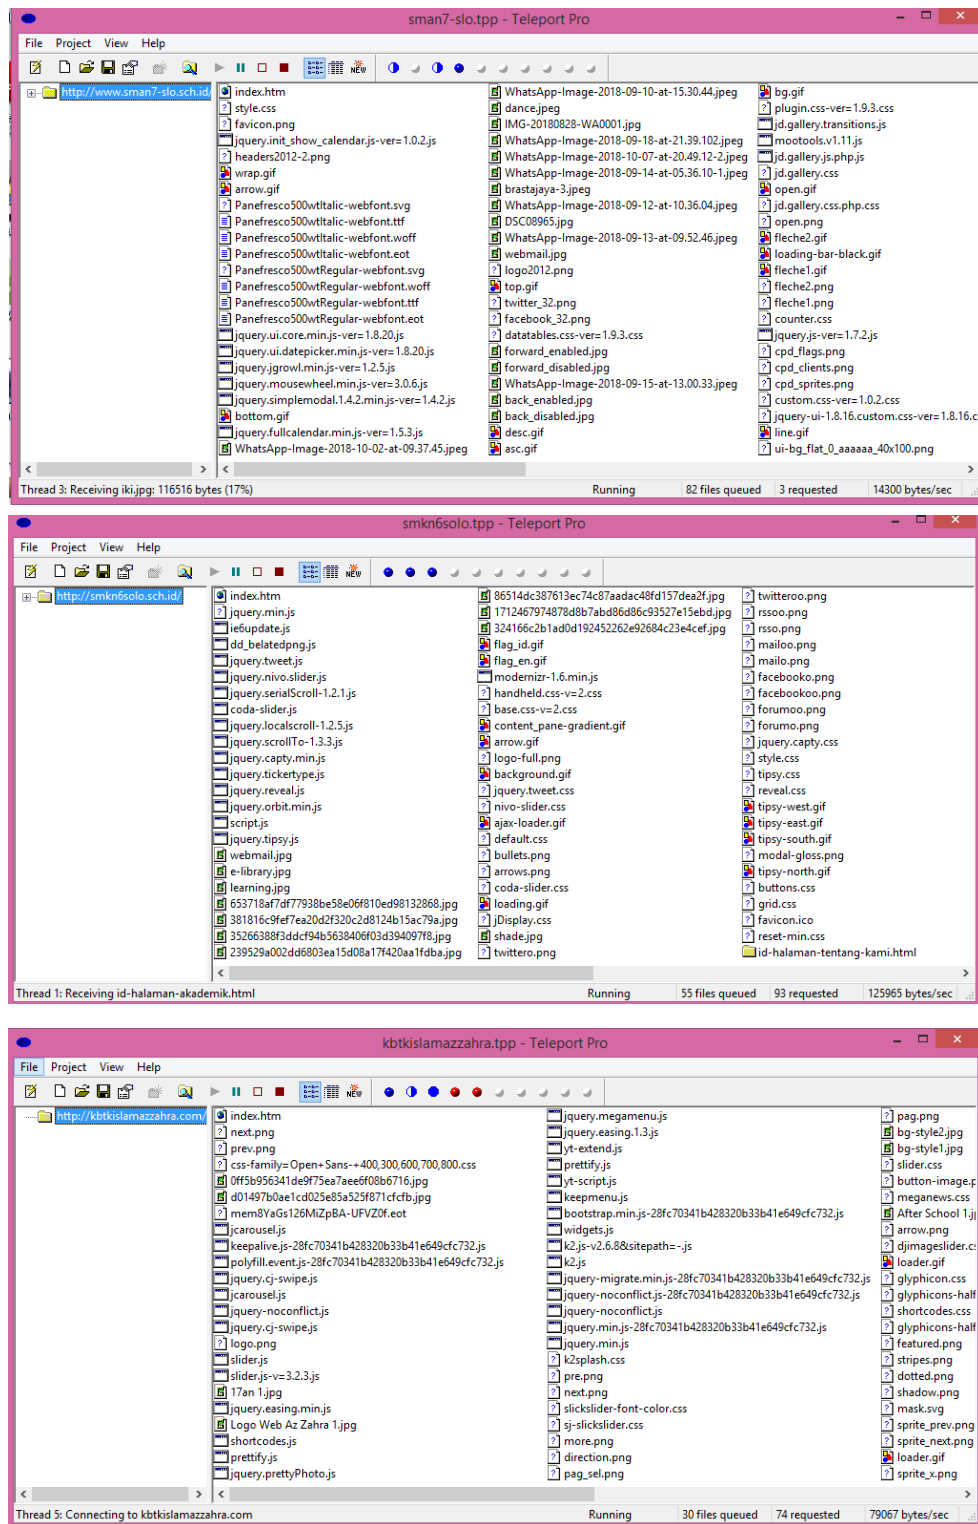 sman7-slo.tpp - Teleport Pro
File Project View Help
http://www.sman7-slo.sch.id/
index.htm
style.css
favicon.png
jquery.init_show_calendar.js-ver=1.0.2.js
headers2012-2.png
wrap.gif
arrow.gif
Panefresco500wtItalic-webfont.svg
Panefresco500wtItalic-webfont.ttf
Panefresco500wtItalic-webfont.woff
Panefresco500wtItalic-webfont.eot
Panefresco500wtRegular-webfont.svg
Panefresco500wtRegular-webfont.woff
Panefresco500wtRegular-webfont.ttf
Panefresco500wtRegular-webfont.eot
jquery.ui.core.min.js-ver=1.8.20.js
jquery.ui.datepicker.min.js-ver=1.8.20.js
jquery.jgrowl.min.js-ver=1.2.5.js
jquery.mousewheel.min.js-ver=3.0.6.js
jquery.simplemodal.1.4.2.min.js-ver=1.4.2.js
bottom.gif
jquery.fullcalendar.min.js-ver=1.5.3.js
WhatsApp-Image-2018-10-02-at-09.37.45.jpeg
WhatsApp-Image-2018-09-10-at-15.30.44.jpeg
dance.jpeg
IMG-20180828-WA0001.jpg
WhatsApp-Image-2018-09-18-at-21.39.102.jpeg
WhatsApp-Image-2018-10-07-at-20.49.12-2.jpeg
WhatsApp-Image-2018-09-14-at-05.36.10-1.jpeg
brastajaya-3.jpeg
WhatsApp-Image-2018-09-12-at-10.36.04.jpeg
DSC08965.jpg
WhatsApp-Image-2018-09-13-at-09.52.46.jpeg
webmail.jpg
logo2012.png
top.gif
twitter_32.png
facebook_32.png
datatables.css-ver=1.9.3.css
forward_enabled.jpg
forward_disabled.jpg
WhatsApp-Image-2018-09-15-at-13.00.33.jpeg
back_enabled.jpg
back_disabled.jpg
desc.gif
asc.gif
bg.gif
plugin.css-ver=1.9.3.css
jd.gallery.transitions.js
mootools.v1.11.js
jd.gallery.js.php.js
jd.gallery.css
open.gif
jd.gallery.css.php.css
open.png
fleche2.gif
loading-bar-black.gif
fleche1.gif
fleche2.png
fleche1.png
counter.css
jquery.js-ver=1.7.2.js
cpd_flags.png
cpd_clients.png
cpd_sprites.png
custom.css-ver=1.0.2.css
jquery-ui-1.8.16.custom.css-ver=1.8.16.c
line.gif
ui-bg_flat_0_aaaaaa_40x100.png
Thread 3: Receiving iki.jpg: 116516 bytes (17%) Running 82 files queued 3 requested 14300 bytes/sec
smkn6solo.tpp - Teleport Pro
File Project View Help
http://smkn6solo.sch.id/
index.htm
jquery.min.js
ie6update.js
dd_belatedpng.js
jquery.tweet.js
jquery.nivo.slider.js
jquery.serialScroll-1.2.1.js
coda-slider.js
jquery.localscroll-1.2.5.js
jquery.scrollTo-1.3.3.js
jquery.capty.min.js
jquery.tickertype.js
jquery.reveal.js
jquery.orbit.min.js
script.js
jquery.tipsy.js
webmail.jpg
e-library.jpg
learning.jpg
653718af7df77938be58e06f810ed98132868.jpg
381816c9fef7ea20d2f320c2d8124b15ac79a.jpg
35266388f3ddcf94b5638406f03d394097f8.jpg
239529a002dd6803ea15d08a17f420aa1fdba.jpg
86514dc387613ec74c87aadac48fd157dea2f.jpg
1712467974878d8b7abd86d86c93527e15ebd.jpg
324166c2b1ad0d192452262e92684c23e4cef.jpg
flag_id.gif
flag_en.gif
modernizr-1.6.min.js
handheld.css-v=2.css
base.css-v=2.css
content_pane-gradient.gif
arrow.gif
logo-full.png
background.gif
jquery.tweet.css
nivo-slider.css
ajax-loader.gif
default.css
bullets.png
arrows.png
coda-slider.css
loading.gif
jDisplay.css
shade.jpg
twittero.png
twitteroo.png
rssoo.png
rsso.png
mailoo.png
mailo.png
facebooko.png
facebookoo.png
forumoo.png
forumo.png
jquery.capty.css
style.css
tipsy.css
reveal.css
tipsy-west.gif
tipsy-east.gif
tipsy-south.gif
modal-gloss.png
tipsy-north.gif
buttons.css
grid.css
favicon.ico
reset-min.css
id-halaman-tentang-kami.html
Thread 1: Receiving id-halaman-akademik.html Running 55 files queued 93 requested 125965 bytes/sec
kbtkislamazzahra.tpp - Teleport Pro
File Project View Help
http://kbtkislamazzahra.com/
index.htm
next.png
prev.png
css-family=Open+Sans-+400,300,600,700,800.css
0ff5b956341de9f75ea7aee6f08b6716.jpg
d01497b0ae1cd025e85a525f871cfcfb.jpg
mem8YaGs126MiZpBA-UFVZ0f.eot
jcarousel.js
keepalive.js-28fc70341b428320b33b41e649cfc732.js
polyfill.event.js-28fc70341b428320b33b41e649cfc732.js
jquery.cj-swipe.js
jcarousel.js
jquery-noconflict.js
jquery.cj-swipe.js
logo.png
slider.js
slider.js-v=3.2.3.js
17an 1.jpg
jquery.easing.min.js
Logo Web Az Zahra 1.jpg
shortcodes.js
prettify.js
jquery.prettyPhoto.js
jquery.megamenu.js
jquery.easing.1.3.js
yt-extend.js
prettify.js
yt-script.js
keepmenu.js
bootstrap.min.js-28fc70341b428320b33b41e649cfc732.js
widgets.js
k2.js-v2.6.8&sitepath=-.js
k2.js
jquery-migrate.min.js-28fc70341b428320b33b41e649cfc732.js
jquery-noconflict.js-28fc70341b428320b33b41e649cfc732.js
jquery-noconflict.js
jquery.min.js-28fc70341b428320b33b41e649cfc732.js
jquery.min.js
k2splash.css
pre.png
next.png
slickslider-font-color.css
sj-slickslider.css
more.png
direction.png
pag_sel.png
pag.png
bg-style2.jpg
bg-style1.jpg
slider.css
button-image.p
meganews.css
After School 1.j
arrow.png
djimageslider.c
loader.gif
glyphicon.css
glyphicons-half
shortcodes.css
glyphicons-half
featured.png
stripes.png
dotted.png
shadow.png
mask.svg
sprite_prev.png
sprite_next.png
loader.gif
sprite_x.png
Thread 5: Connecting to kbtkislamazzahra.com Running 30 files queued 74 requested 79067 bytes/sec